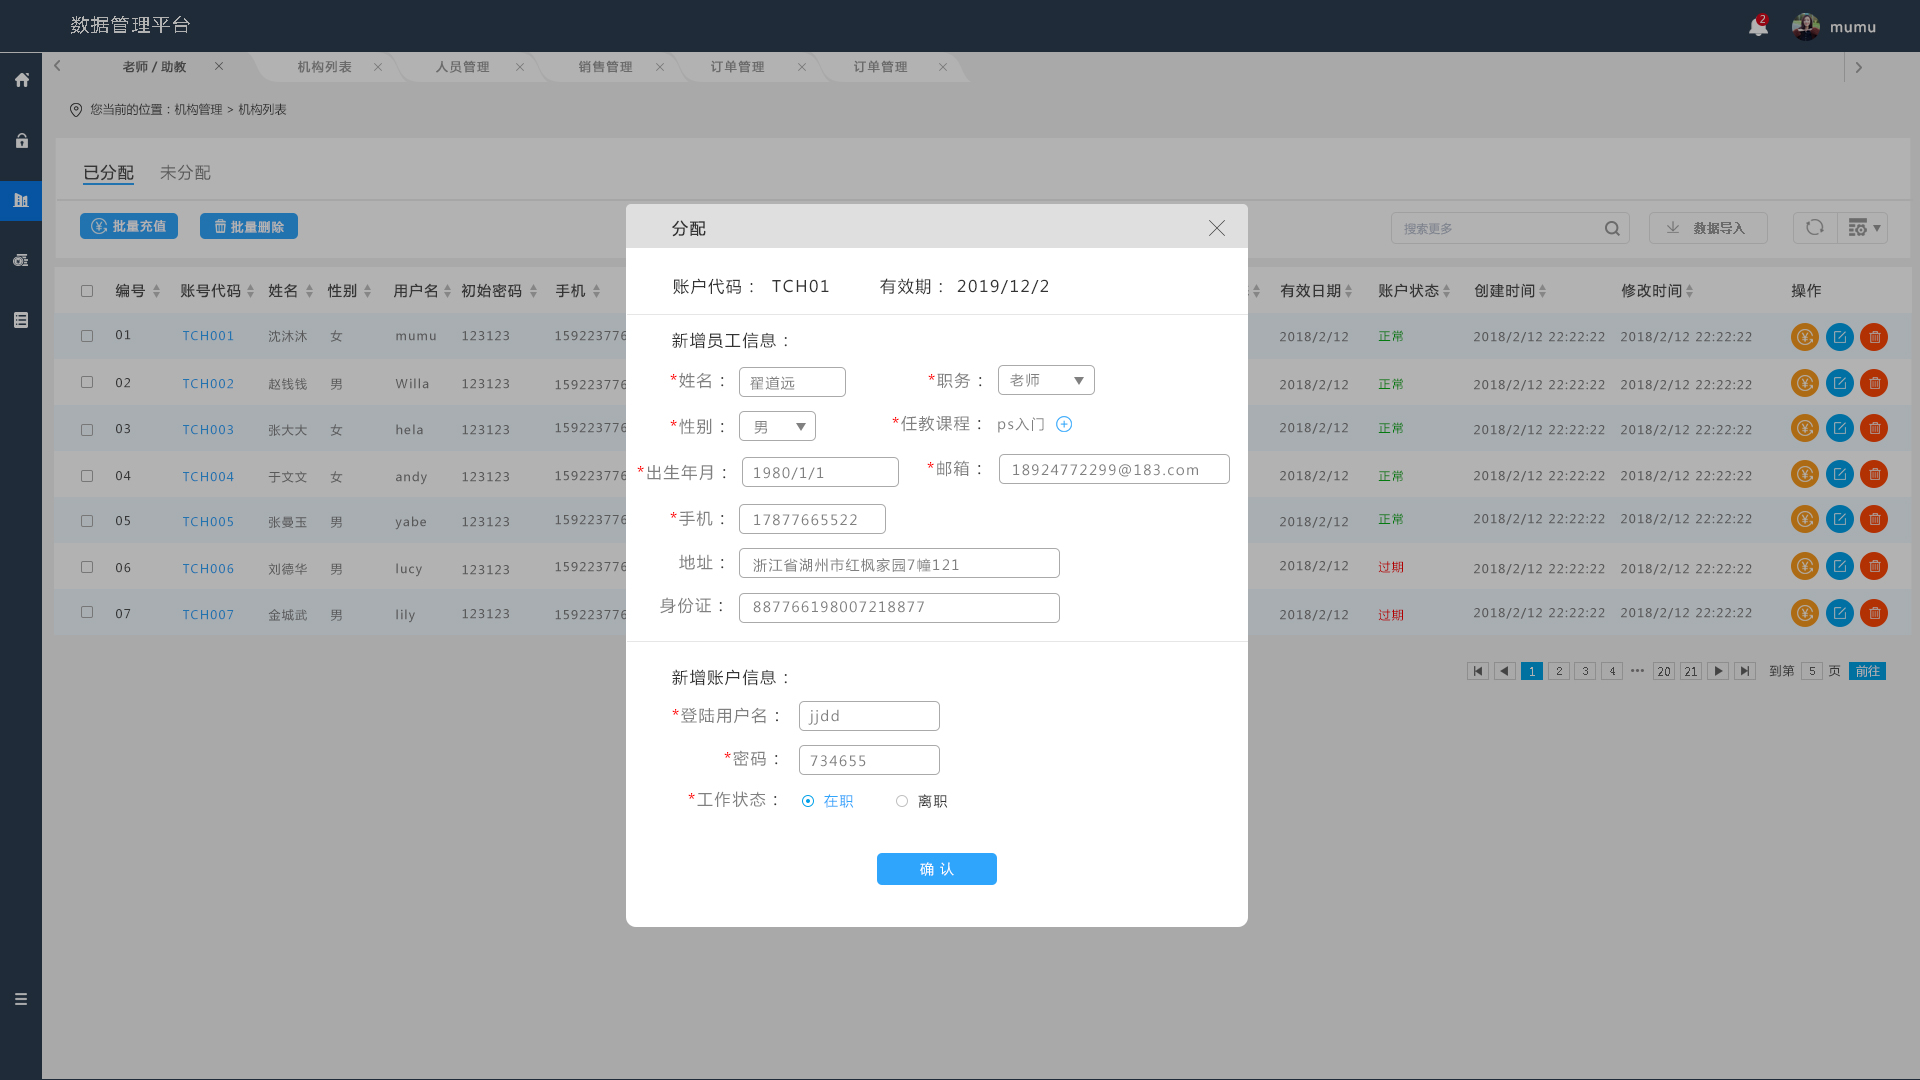 数据管理平台
2 mumu
老师 / 助教 机构列表 人员管理 销售管理 订单管理 订单管理
您当前的位置：机构管理 > 机构列表
已分配 未分配
批量充值 批量删除 搜索更多 数据导入
分配
账户代码： TCH01 有效期： 2019/12/2
新增员工信息：
*姓名： 翟道远 *职务： 老师
*性别： 男 *任教课程： ps入门
*出生年月： 1980/1/1 *邮箱： 18924772299@183.com
*手机： 17877665522
地址： 浙江省湖州市红枫家园7幢121
身份证： 887766198007218877
新增账户信息：
*登陆用户名： jjdd
*密码： 734655
*工作状态： 在职 离职
确 认
编号 账号代码 姓名 性别 用户名 初始密码 手机 有效日期 账户状态 创建时间 修改时间 操作
01 TCH001 沈沐沐 女 mumu 123123 159223776 2018/2/12 正常 2018/2/12 22:22:22 2018/2/12 22:22:22
02 TCH002 赵钱钱 男 Willa 123123 159223776 2018/2/12 正常 2018/2/12 22:22:22 2018/2/12 22:22:22
03 TCH003 张大大 女 hela 123123 159223776 2018/2/12 正常 2018/2/12 22:22:22 2018/2/12 22:22:22
04 TCH004 于文文 女 andy 123123 159223776 2018/2/12 正常 2018/2/12 22:22:22 2018/2/12 22:22:22
05 TCH005 张曼玉 男 yabe 123123 159223776 2018/2/12 正常 2018/2/12 22:22:22 2018/2/12 22:22:22
06 TCH006 刘德华 男 lucy 123123 159223776 2018/2/12 过期 2018/2/12 22:22:22 2018/2/12 22:22:22
07 TCH007 金城武 男 lily 123123 159223776 2018/2/12 过期 2018/2/12 22:22:22 2018/2/12 22:22:22
1 2 3 4 ··· 20 21 到第 5 页 前往